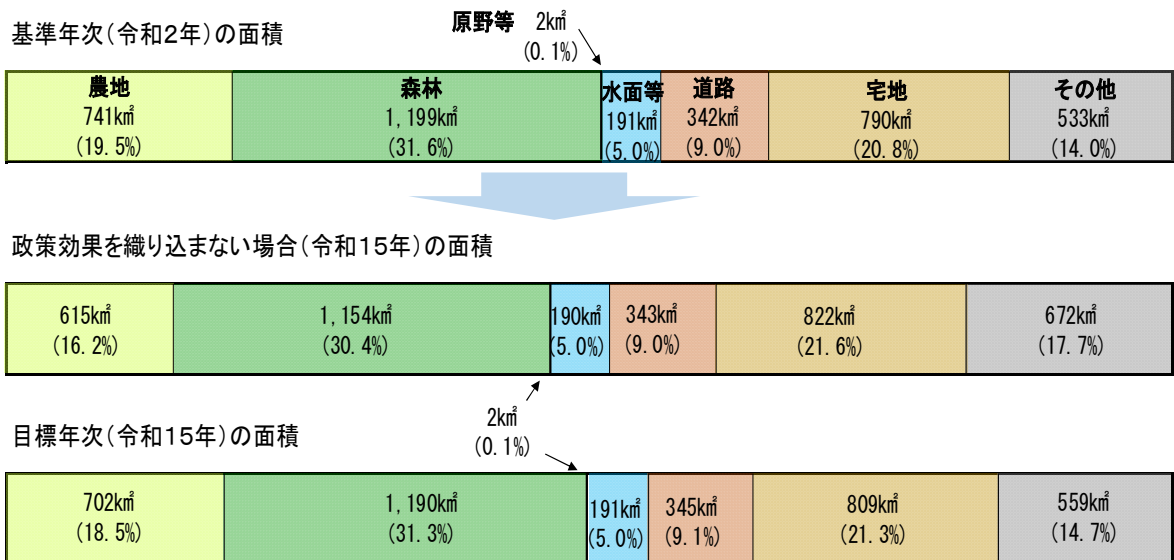 基準年次(令和2年)の面積
原野等 2k㎡
(0.1%)
農地 森林 水面等 道路 宅地 その他
741k㎡ 1,199k㎡ 191k㎡ 342k㎡ 790k㎡ 533k㎡
(19.5%) (31.6%) (5.0%) (9.0%) (20.8%) (14.0%)
政策効果を織り込まない場合(令和15年)の面積
615k㎡ 1,154k㎡ 190k㎡ 343k㎡ 822k㎡ 672k㎡
(16.2%) (30.4%) (5.0%) (9.0%) (21.6%) (17.7%)
2k㎡
(0.1%)
目標年次(令和15年)の面積
702k㎡ 1,190k㎡ 191k㎡ 345k㎡ 809k㎡ 559k㎡
(18.5%) (31.3%) (5.0%) (9.1%) (21.3%) (14.7%)